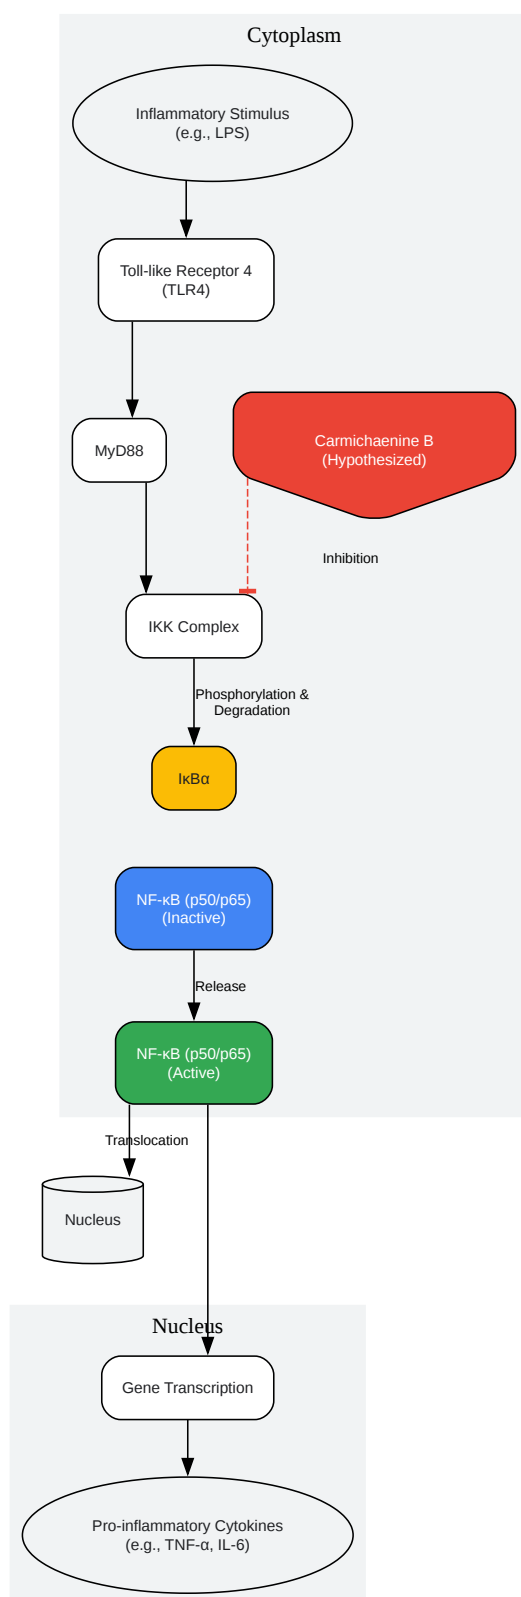 Cytoplasm
Inflammatory Stimulus
(e.g., LPS)
Toll-like Receptor 4
(TLR4)
MyD88
Carmichaenine B
(Hypothesized)
Inhibition
IKK Complex
Phosphorylation &
Degradation
IκBα
NF-κB (p50/p65)
(Inactive)
Release
NF-κB (p50/p65)
(Active)
Translocation
Nucleus
Nucleus
Gene Transcription
Pro-inflammatory Cytokines
(e.g., TNF-α, IL-6)